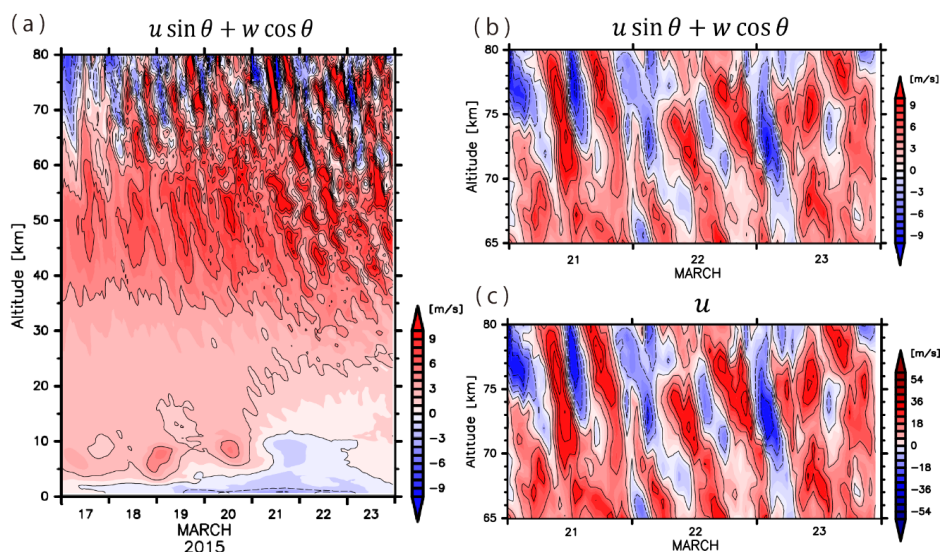 (a)
u sin θ + w cos θ
80
70
60
50
40
30
20
10
0
Altitude [km]
17 18 19 20 21 22 23
MARCH
2015
[m/s]
9
6
3
0
−3
−6
−9
(b)
u sin θ + w cos θ
80
75
70
65
Altitude [km]
21 22 23
MARCH
[m/s]
9
6
3
0
−3
−6
−9
(c)
u
80
75
70
65
Altitude [km]
21 22 23
MARCH
[m/s]
54
36
18
0
−18
−36
−54